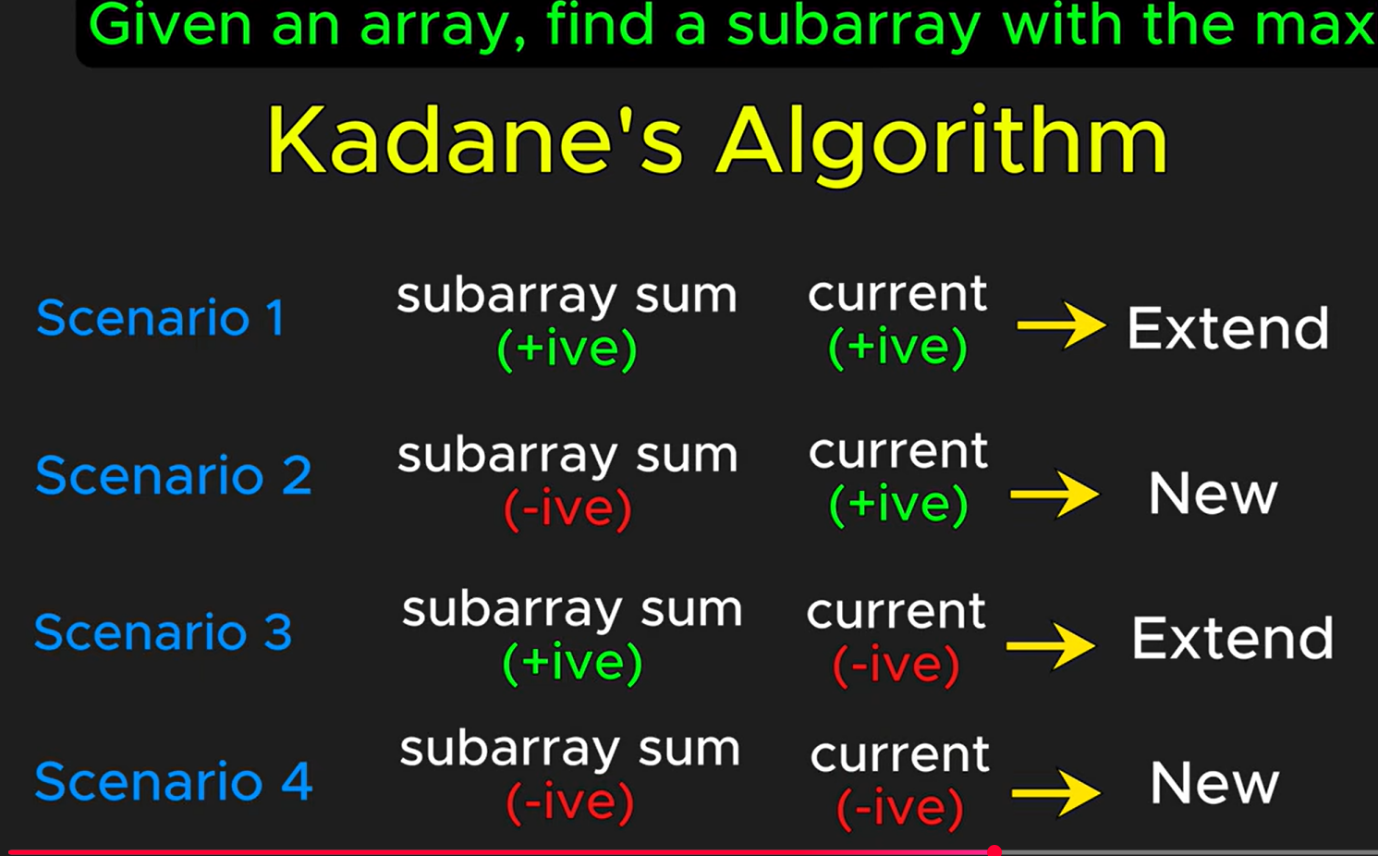 Given an array, find a subarray with the max
Kadane's Algorithm
Scenario 1 subarray sum (+ive) current (+ive) Extend
Scenario 2 subarray sum (-ive) current (+ive) New
Scenario 3 subarray sum (+ive) current (-ive) Extend
Scenario 4 subarray sum (-ive) current (-ive) New